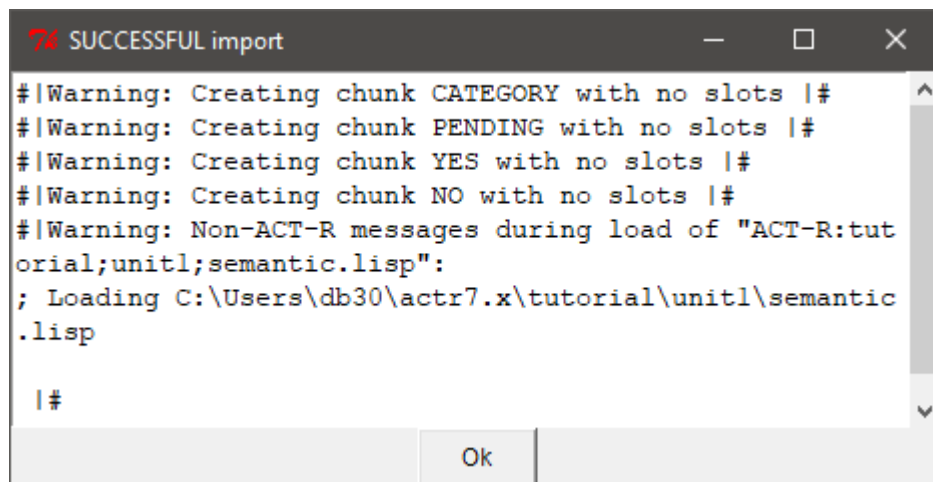 SUCCESSFUL import
#|Warning: Creating chunk CATEGORY with no slots |#
#|Warning: Creating chunk PENDING with no slots |#
#|Warning: Creating chunk YES with no slots |#
#|Warning: Creating chunk NO with no slots |#
#|Warning: Non-ACT-R messages during load of "ACT-R:tut
orial;unit1;semantic.lisp":
; Loading C:\Users\db30\actr7.x\tutorial\unit1\semantic
.lisp
|#
Ok